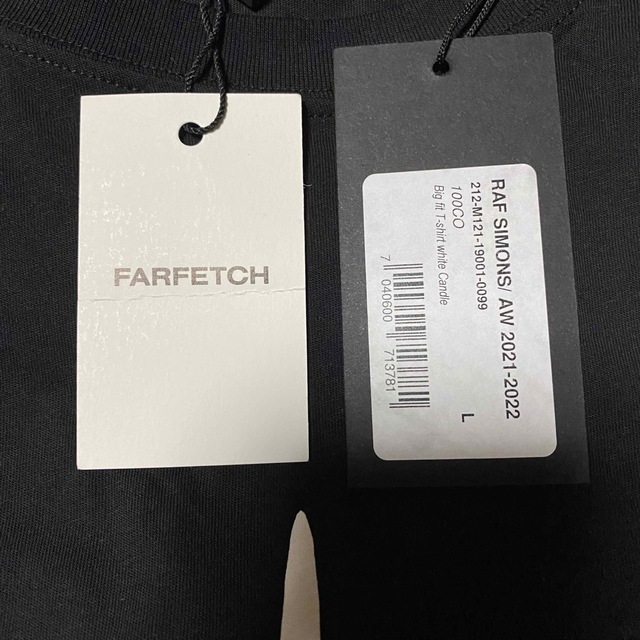 FARFETCH
RAF SIMONS/ AW 2021-2022
212-M121-19001-0099
100CO
Big fit T-shirt white Candle
7 040600 713781
L